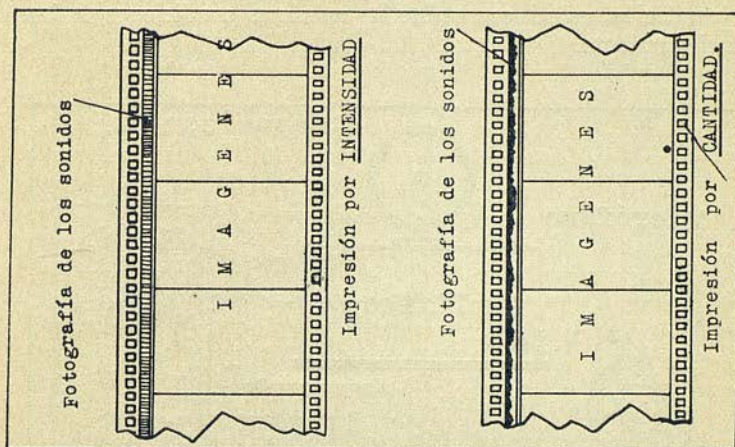 Fotografía de los sonidos
IMAGENES
Impresión por INTENSIDAD
Fotografía de los sonidos
IMAGENES
Impresión por CANTIDAD.